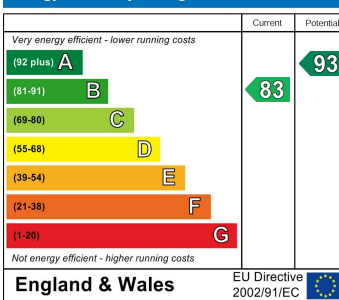 Current Potential
Very energy efficient - lower running costs
(92 plus) A
93
(81-91) B
83
(69-80) C
(55-68) D
(39-54) E
(21-38) F
(1-20) G
Not energy efficient - higher running costs
England & Wales
EU Directive
2002/91/EC